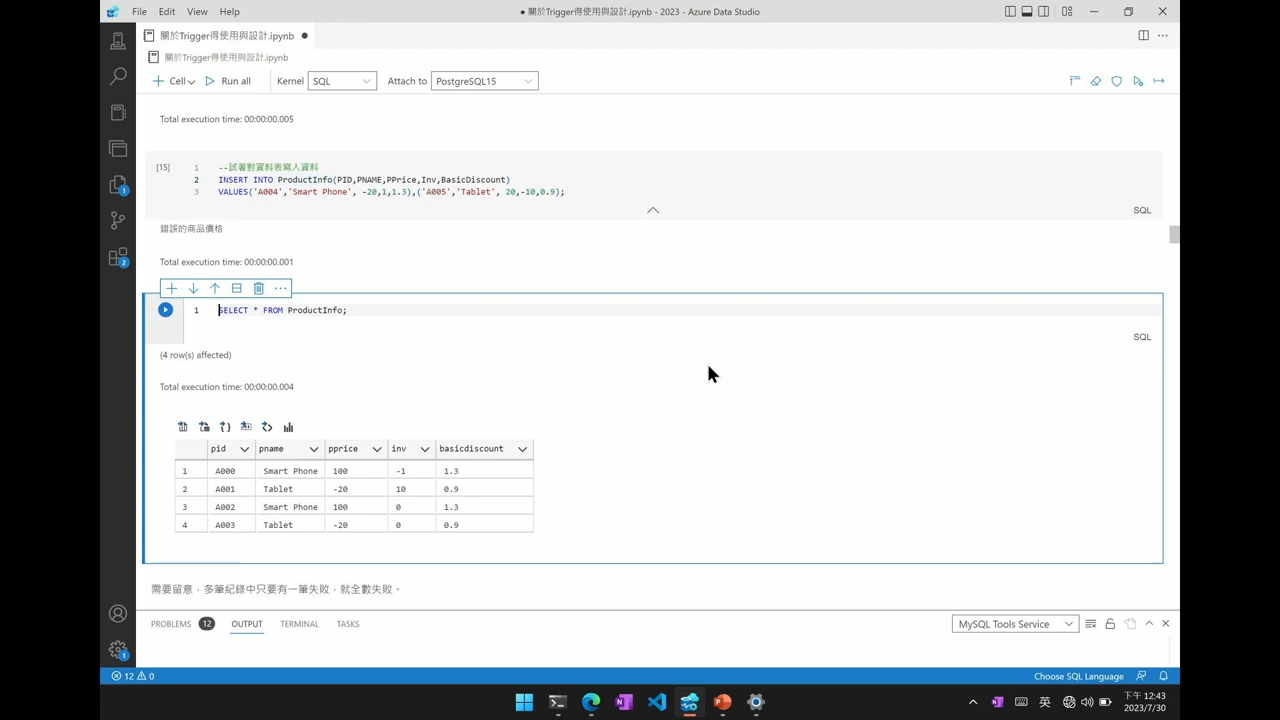 File Edit View Help
● 關於Trigger得使用與設計.ipynb - 2023 - Azure Data Studio
關於Trigger得使用與設計.ipynb ●
關於Trigger得使用與設計.ipynb
Cell Run all Kernel SQL Attach to PostgreSQL15
Total execution time: 00:00:00.005
[15] 1 --試著對資料表寫入資料
2 INSERT INTO ProductInfo(PID,PNAME,PPrice,Inv,BasicDiscount)
3 VALUES('A004','Smart Phone', -20,1,1.3),('A005','Tablet', 20,-10,0.9);
SQL
錯誤的商品價格
Total execution time: 00:00:00.001
1 SELECT * FROM ProductInfo;
SQL
(4 row(s) affected)
Total execution time: 00:00:00.004
pid pname pprice inv basicdiscount
1 A000 Smart Phone 100 -1 1.3
2 A001 Tablet -20 10 0.9
3 A002 Smart Phone 100 0 1.3
4 A003 Tablet -20 0 0.9
需要留意，多筆紀錄中只要有一筆失敗，就全數失敗。
PROBLEMS 12 OUTPUT TERMINAL TASKS MySQL Tools Service
1
2
1
12 0 Choose SQL Language
英
下午 12:43
2023/7/30